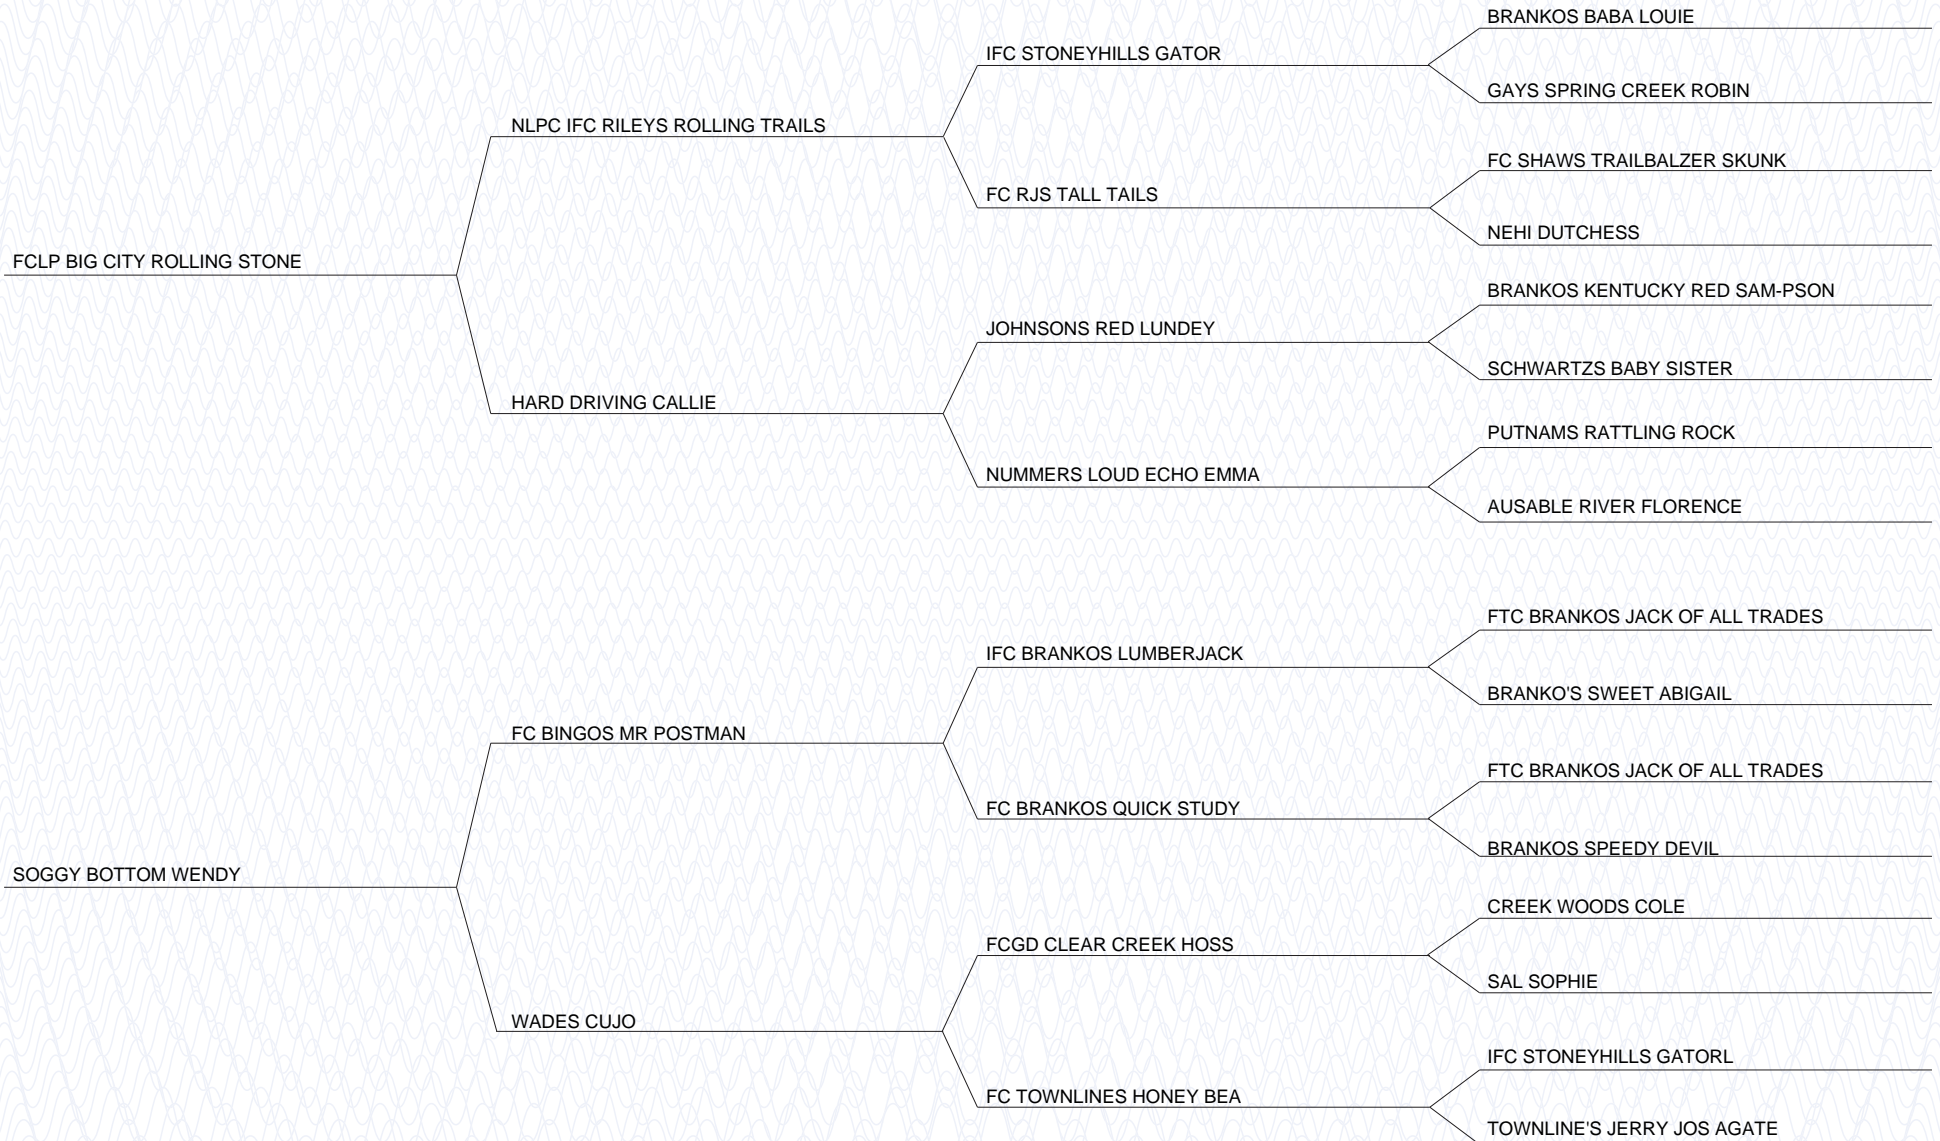 BRANKOS BABA LOUIE
IFC STONEYHILLS GATOR
GAYS SPRING CREEK ROBIN
NLPC IFC RILEYS ROLLING TRAILS
FC SHAWS TRAILBALZER SKUNK
FC RJS TALL TAILS
NEHI DUTCHESS
FCLP BIG CITY ROLLING STONE
BRANKOS KENTUCKY RED SAM-PSON
JOHNSONS RED LUNDEY
SCHWARTZS BABY SISTER
HARD DRIVING CALLIE
PUTNAMS RATTLING ROCK
NUMMERS LOUD ECHO EMMA
AUSABLE RIVER FLORENCE
FTC BRANKOS JACK OF ALL TRADES
IFC BRANKOS LUMBERJACK
BRANKO'S SWEET ABIGAIL
FC BINGOS MR POSTMAN
FTC BRANKOS JACK OF ALL TRADES
FC BRANKOS QUICK STUDY
BRANKOS SPEEDY DEVIL
SOGGY BOTTOM WENDY
CREEK WOODS COLE
FCGD CLEAR CREEK HOSS
SAL SOPHIE
WADES CUJO
IFC STONEYHILLS GATORL
FC TOWNLINES HONEY BEA
TOWNLINE'S JERRY JOS AGATE